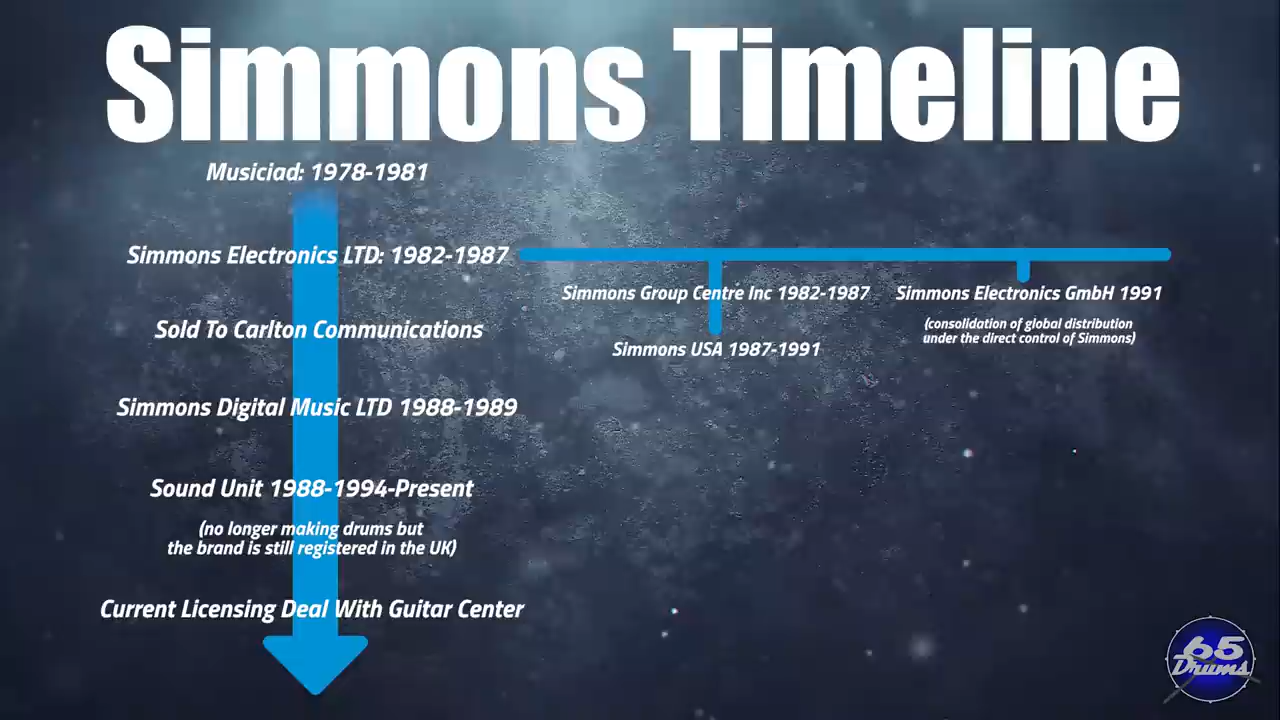 Simmons Timeline
Musiciad: 1978-1981
Simmons Electronics LTD: 1982-1987
Simmons Group Centre Inc 1982-1987
Simmons Electronics GmbH 1991
(consolidation of global distribution
under the direct control of Simmons)
Simmons USA 1987-1991
Sold To Carlton Communications
Simmons Digital Music LTD 1988-1989
Sound Unit 1988-1994-Present
(no longer making drums but
the brand is still registered in the UK)
Current Licensing Deal With Guitar Center
65
Drums